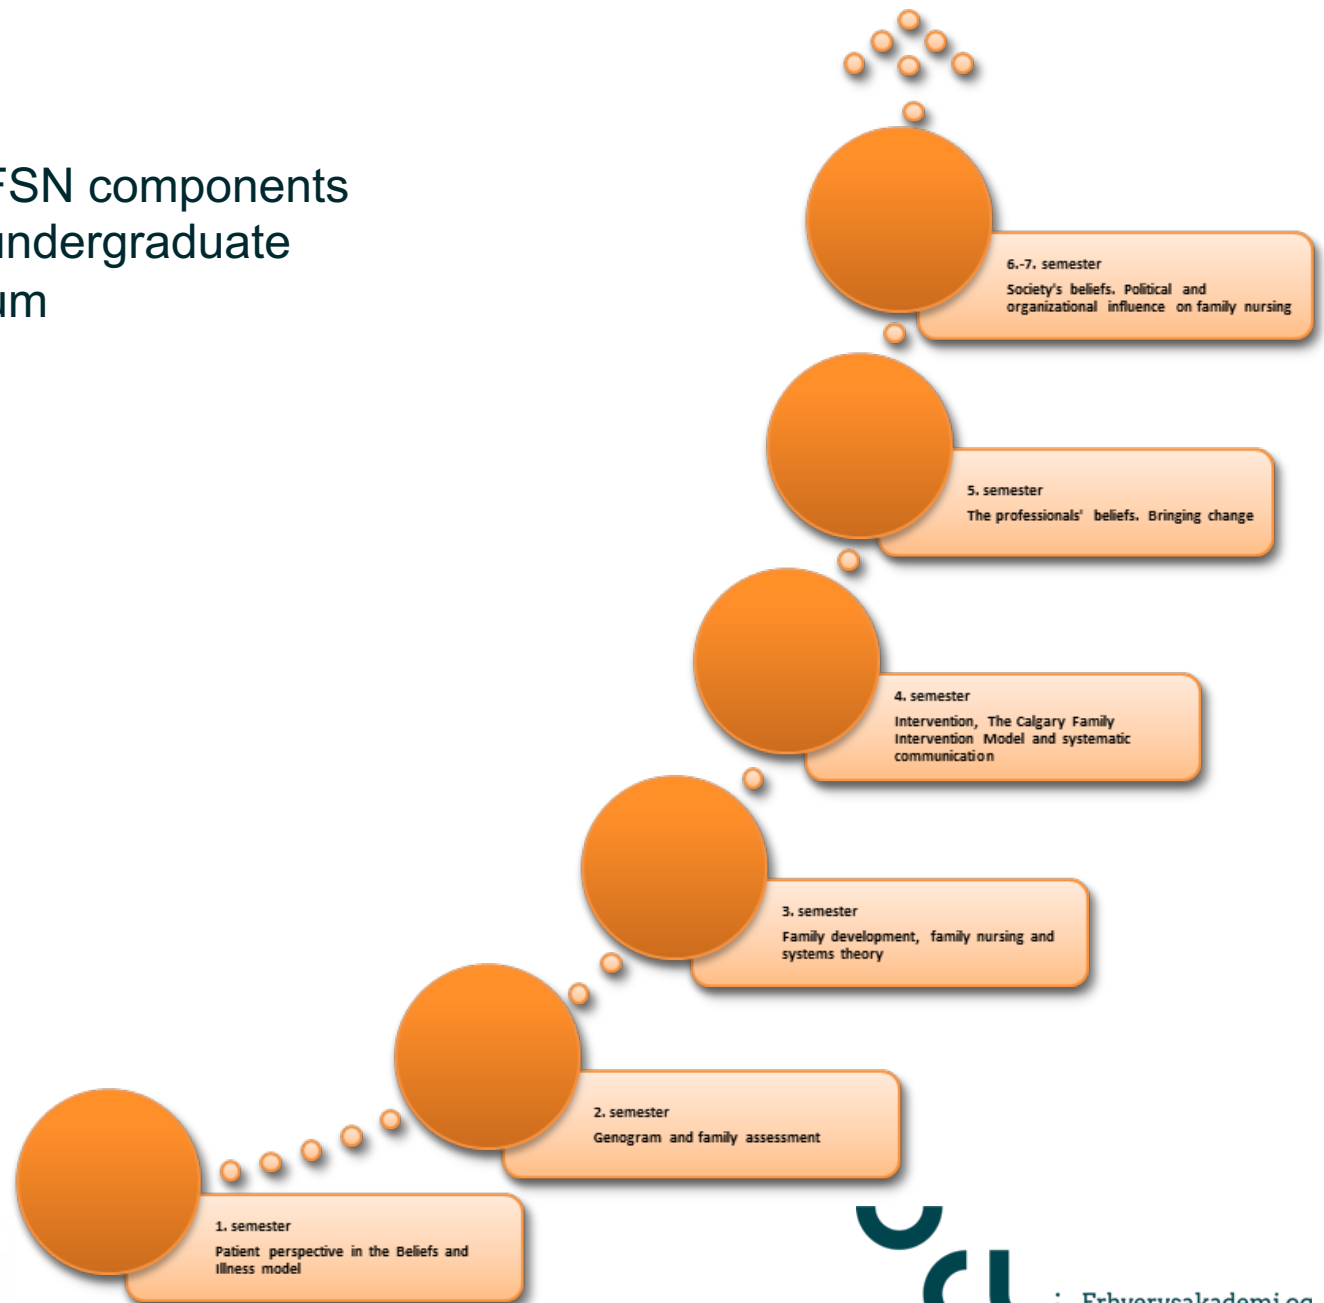 FSN components
undergraduate
um
6.-7. semester
Society's beliefs. Political and
organizational influence on family nursing
5. semester
The professionals' beliefs. Bringing change
4. semester
Intervention, The Calgary Family
Intervention Model and systematic
communication
3. semester
Family development, family nursing and
systems theory
2. semester
Genogram and family assessment
1. semester
Patient perspective in the Beliefs and
Illness model
Erhvervsakademi og